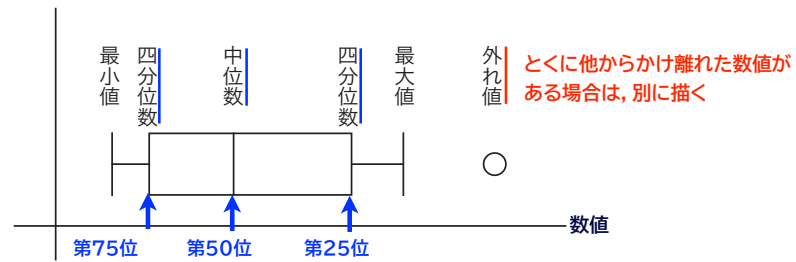 最小値
四分位数
中位数
四分位数
最大値
外れ値
とくに他からかけ離れた数値が
ある場合は，別に描く
数値
第75位
第50位
第25位